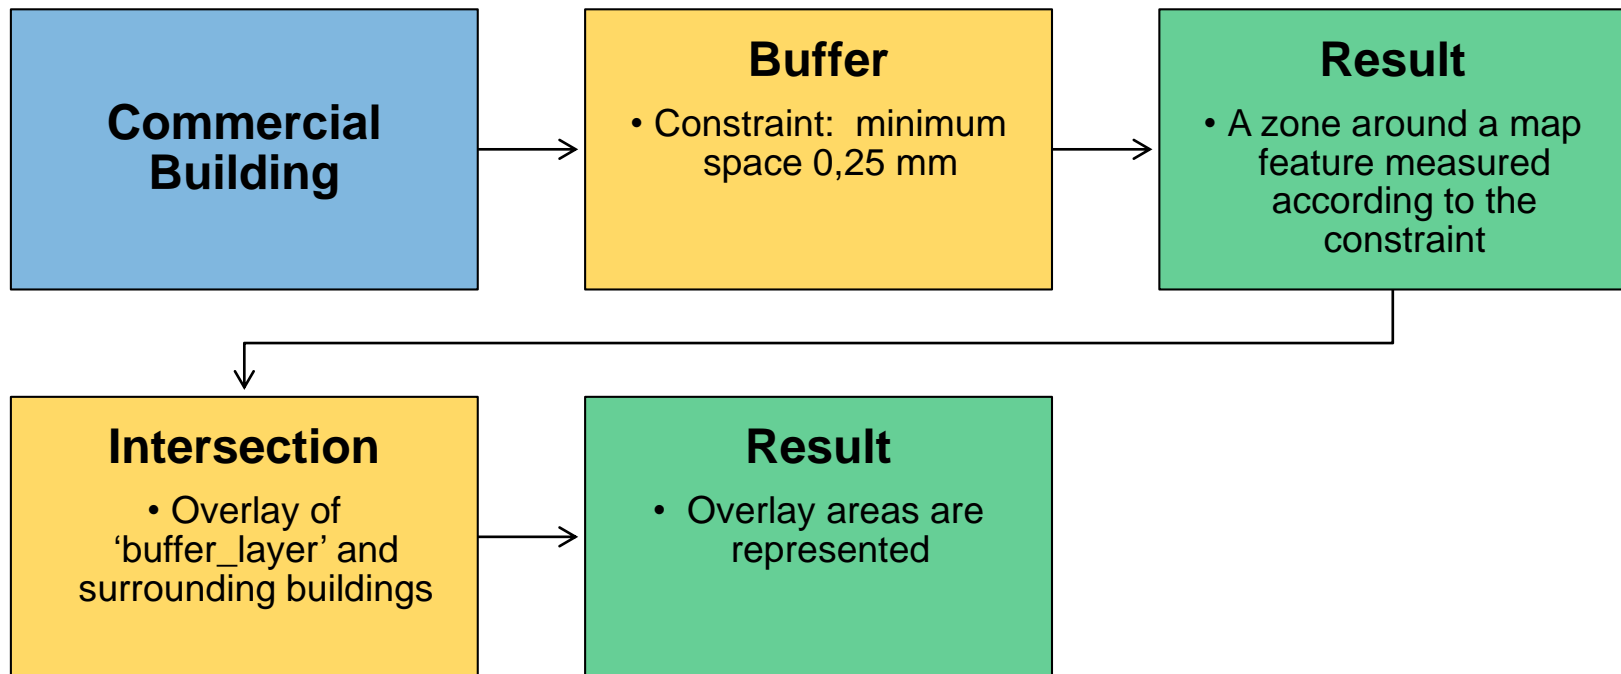 Commercial
Building
Buffer
• Constraint: minimum
space 0,25 mm
Result
• A zone around a map
feature measured
according to the
constraint
Intersection
• Overlay of
‘buffer_layer’ and
surrounding buildings
Result
• Overlay areas are
represented